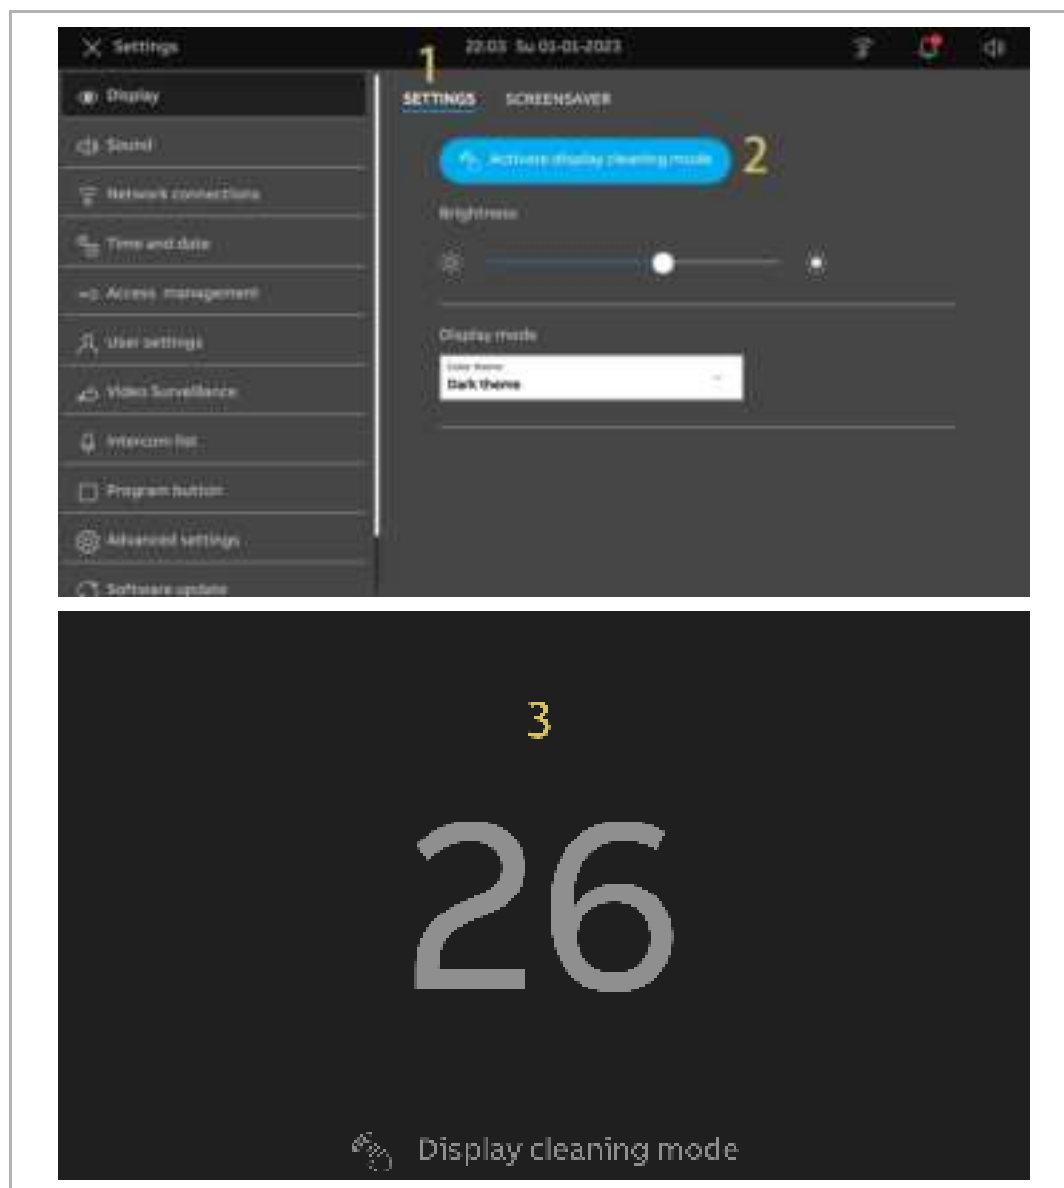 Settings
22:03 Su 01-01-2023
1
Display
SETTINGS SCREENSAVER
Sound
Activate display cleaning mode
2
Network connections
Brightness
Time and date
Access management
Display mode
User settings
Color theme
Dark theme
Video Surveillance
Intercom list
Program button
Advanced settings
Software update
3
26
Display cleaning mode